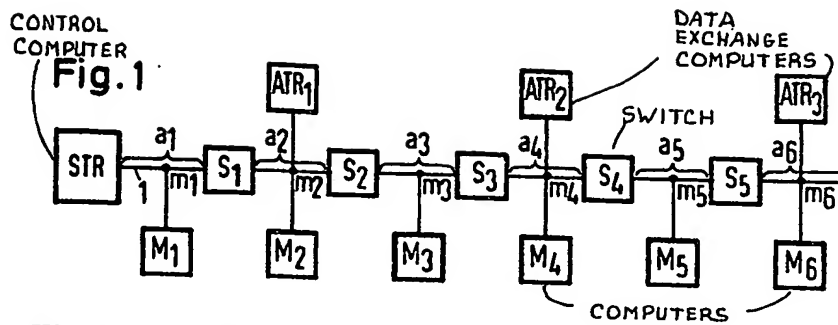 CONTROL
COMPUTER
Fig.1
DATA
EXCHANGE
COMPUTERS
ATR1
ATR2
ATR3
SWITCH
a1
a2
a3
a4
a5
a6
STR
1
m1
S1
m2
S2
m3
S3
m4
S4
m5
S5
m6
M1
M2
M3
M4
M5
M6
COMPUTERS